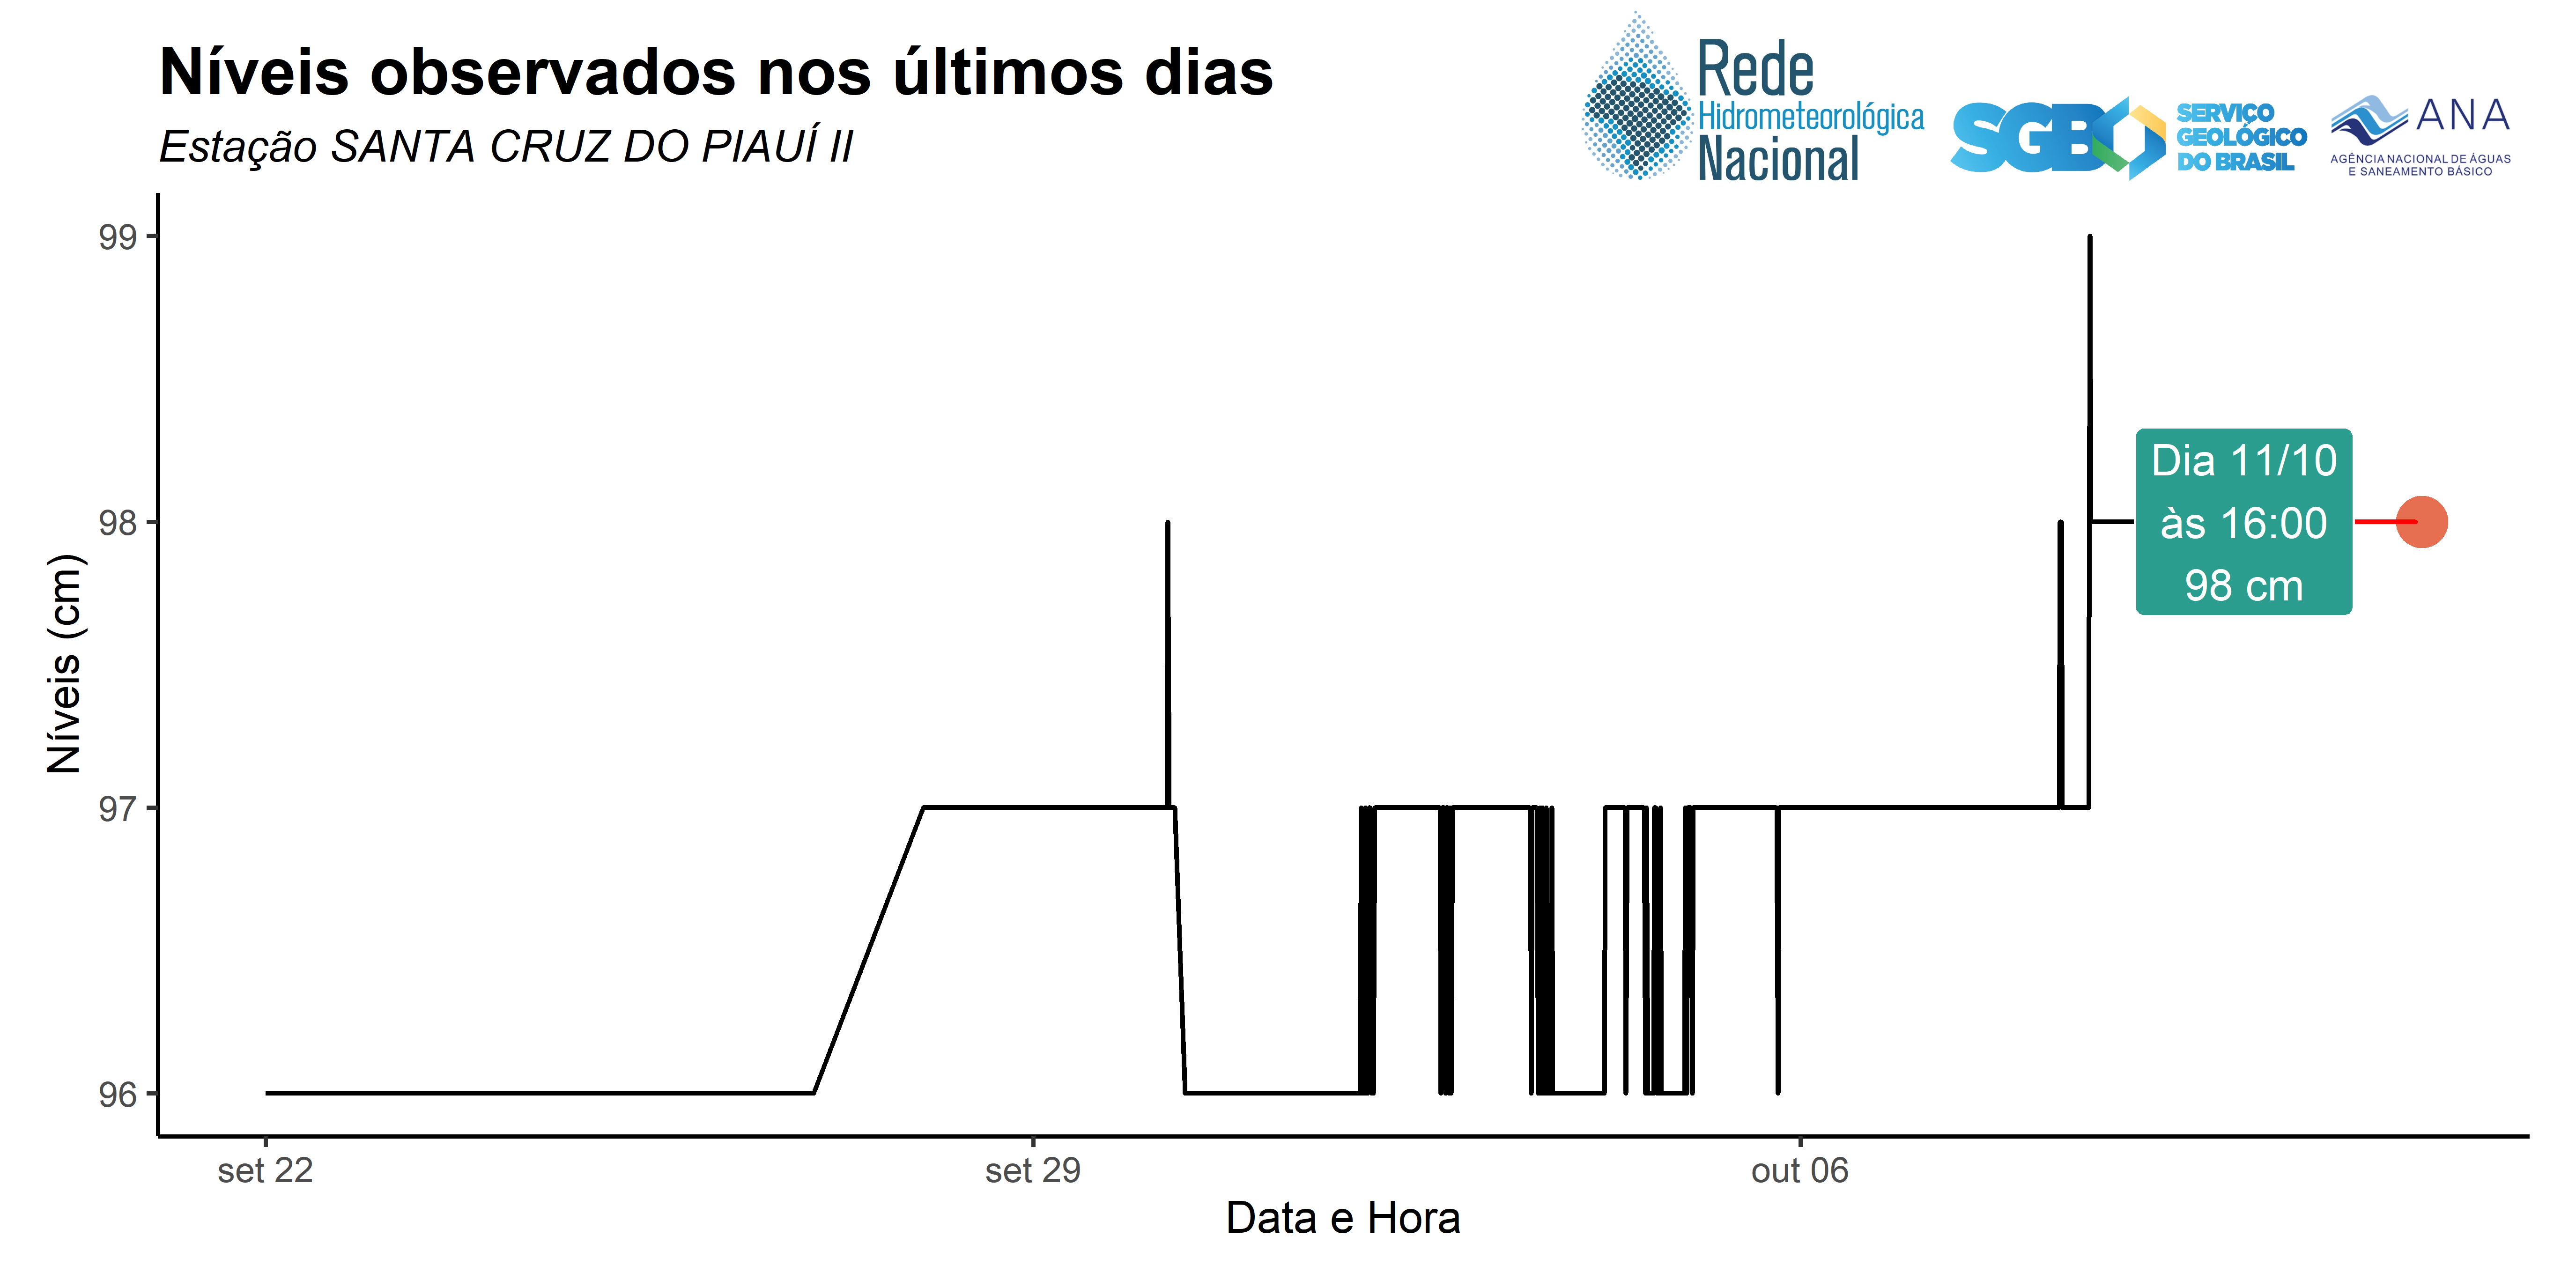 Níveis observados nos últimos dias
Estação SANTA CRUZ DO PIAUÍ II
Rede
Hidrometeorológica
Nacional
SGB
SERVIÇO
GEOLÓGICO
DO BRASIL
ANA
AGÊNCIA NACIONAL DE ÁGUAS
E SANEAMENTO BÁSICO
99
98
97
96
Níveis (cm)
Dia 11/10
às 16:00
98 cm
set 22
set 29
out 06
Data e Hora